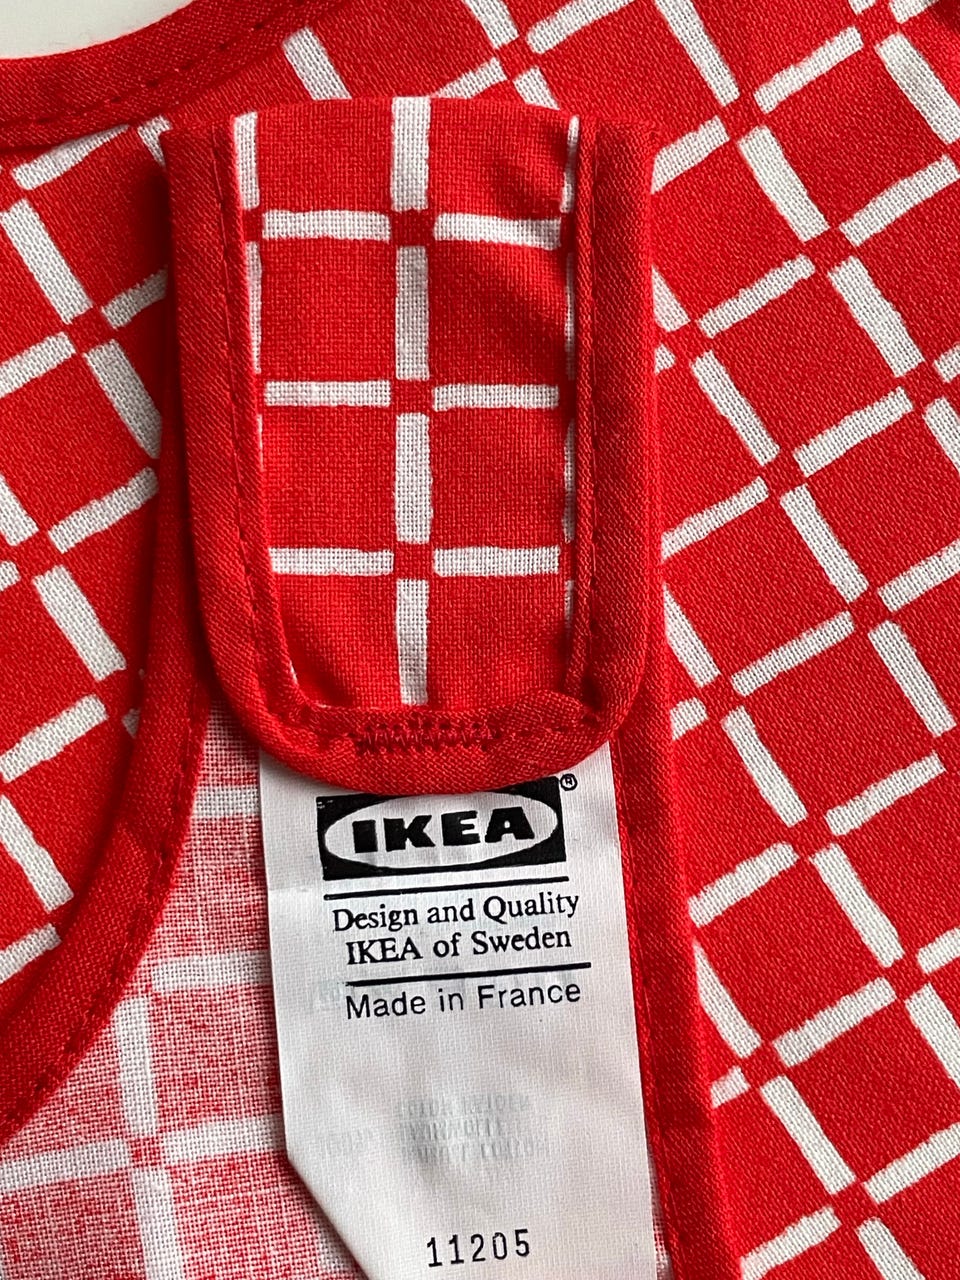 IKEA®
Design and Quality
IKEA of Sweden
Made in France
11205